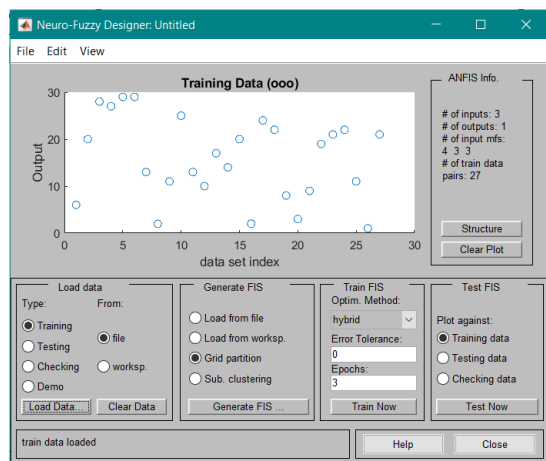 Neuro-Fuzzy Designer: Untitled
File Edit View
Training Data (ooo)
30
20
10
0
Output
0 5 10 15 20 25 30
data set index
ANFIS Info.
# of inputs: 3
# of outputs: 1
# of input mfs:
4 3 3
# of train data
pairs: 27
Structure
Clear Plot
Load data
Type: From:
Training
file
Testing
Checking
worksp.
Demo
Load Data... Clear Data
Generate FIS
Load from file
Load from worksp.
Grid partition
Sub. clustering
Generate FIS ...
Train FIS
Optim. Method:
hybrid
Error Tolerance:
0
Epochs:
3
Train Now
Test FIS
Plot against:
Training data
Testing data
Checking data
Test Now
train data loaded
Help
Close